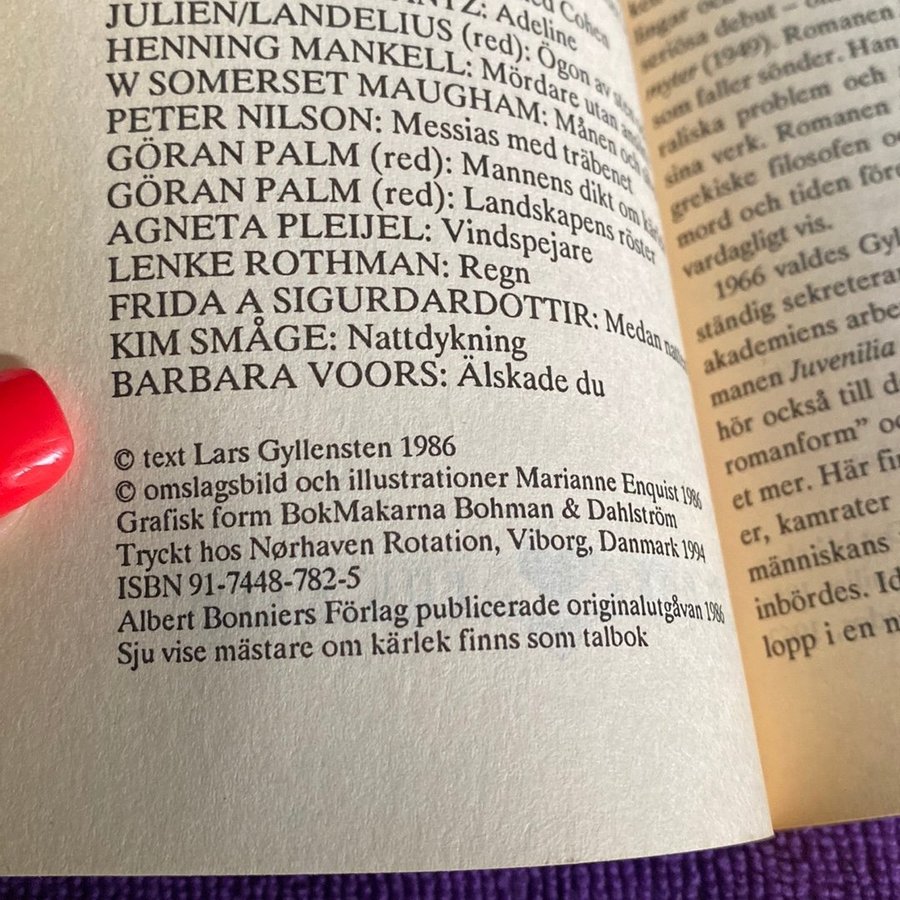 Cohen
Adeline
JULIEN/LANDELIUS (red): Ögon av
HENNING MANKELL: Mördare utan
W SOMERSET MAUGHAM: Månen och
PETER NILSON: Messias med träbenet
GÖRAN PALM (red): Mannens dikt om
GÖRAN PALM (red): Landskapens röster
AGNETA PLEIJEL: Vindspejare
LENKE ROTHMAN: Regn
FRIDA A SIGURDARDOTTIR: Medan
KIM SMÅGE: Nattdykning
BARBARA VOORS: Älskade du
© text Lars Gyllensten 1986
© omslagsbild och illustrationer Marianne Enquist 1986
Grafisk form BokMakarna Bohman & Dahlström
Tryckt hos Nørhaven Rotation, Viborg, Danmark 1994
ISBN 91-7448-782-5
Albert Bonniers Förlag publicerade originalutgåvan 1986
Sju vise mästare om kärlek finns som talbok
seriösa debut –
myter (1949). Romanen
som faller sönder. Han
raliska problem och
sina verk. Romanen
grekiske filosofen
mord och tiden
vardagligt vis.
1966 valdes
ständig
akademiens
manen Juvenilia
hör också till
romanform"
et mer. Här
er, kamrater
människans
inbördes.
lopp i en